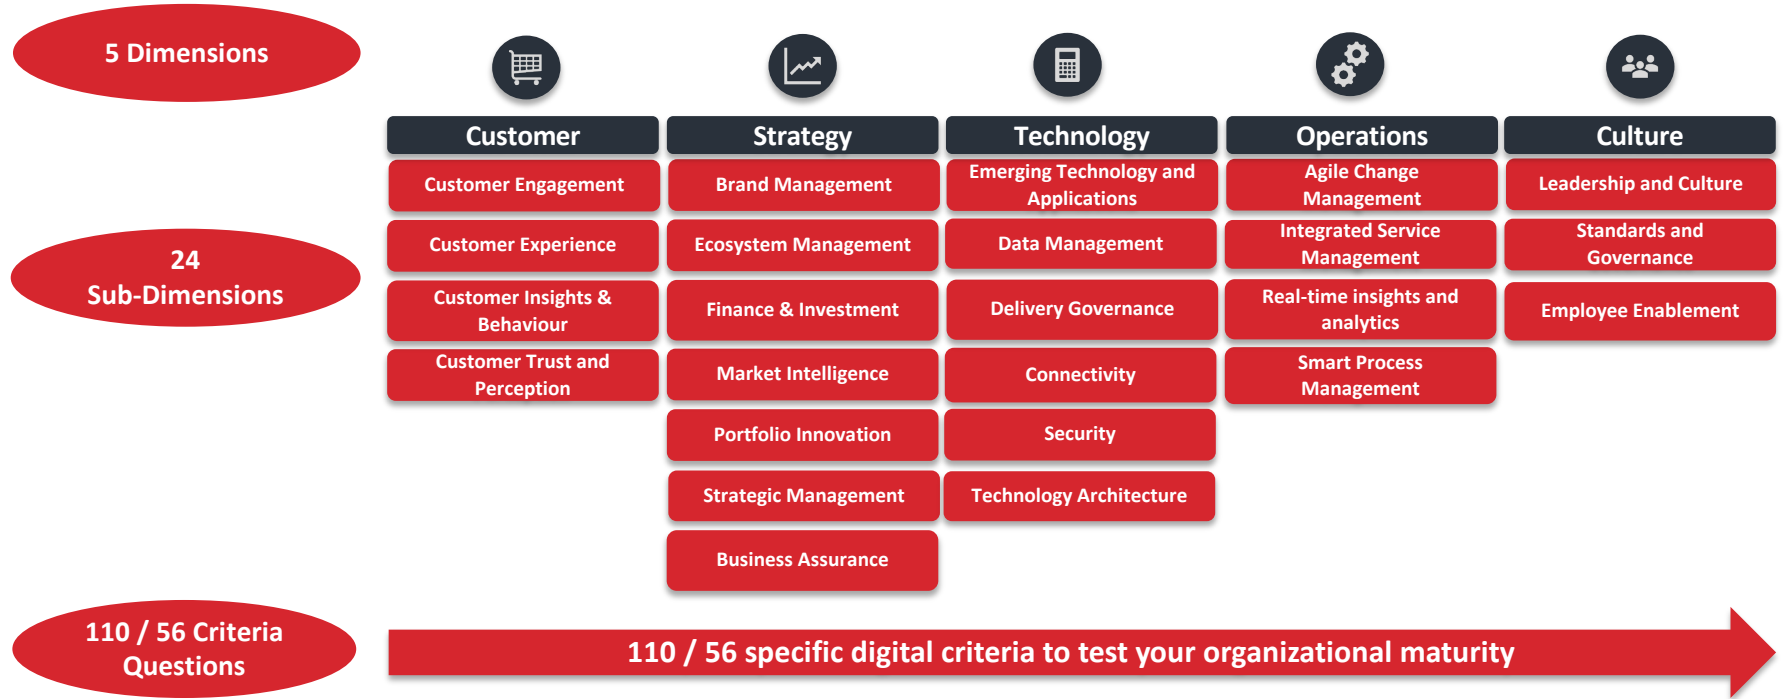 5 Dimensions
Customer
Strategy
Technology
Operations
Culture
24
Sub-Dimensions
Customer Engagement
Customer Experience
Customer Insights &
Behaviour
Customer Trust and
Perception
Brand Management
Ecosystem Management
Finance & Investment
Market Intelligence
Portfolio Innovation
Strategic Management
Business Assurance
Emerging Technology and
Applications
Data Management
Delivery Governance
Connectivity
Security
Technology Architecture
Agile Change
Management
Integrated Service
Management
Real-time insights and
analytics
Smart Process
Management
Leadership and Culture
Standards and
Governance
Employee Enablement
110 / 56 Criteria
Questions
110 / 56 specific digital criteria to test your organizational maturity